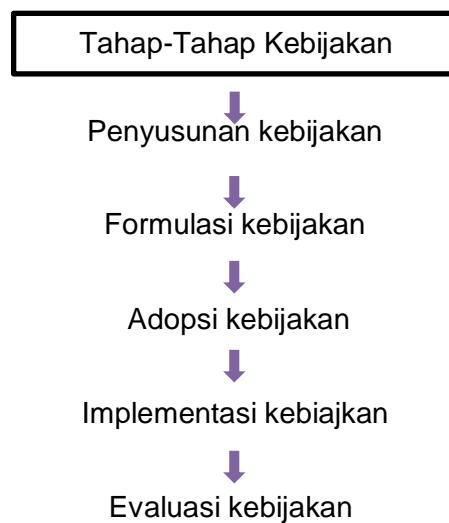 Tahap-Tahap Kebijakan
Penyusunan kebijakan
Formulasi kebijakan
Adopsi kebijakan
Implementasi kebiajkan
Evaluasi kebijakan